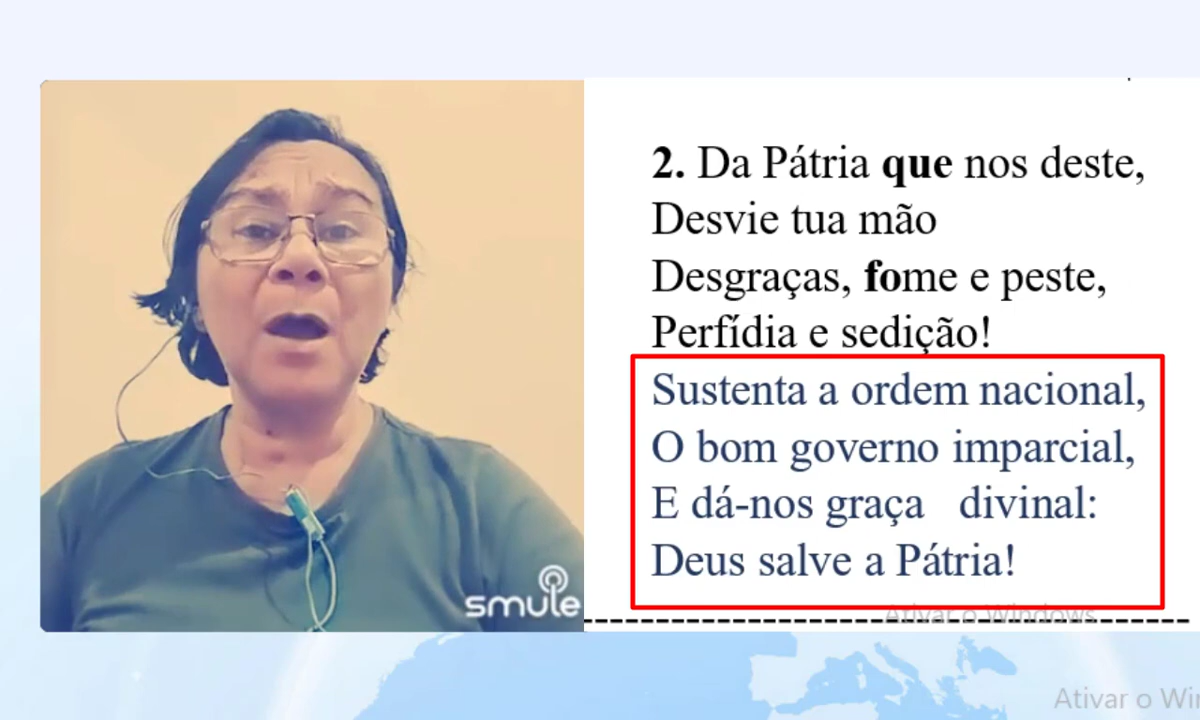 2. Da Pátria que nos deste,
Desvie tua mão
Desgraças, fome e peste,
Perfídia e sedição!
Sustenta a ordem nacional,
O bom governo imparcial,
E dá-nos graça divinal:
Deus salve a Pátria!
smule
Ativar o Windows
Ativar o Wi